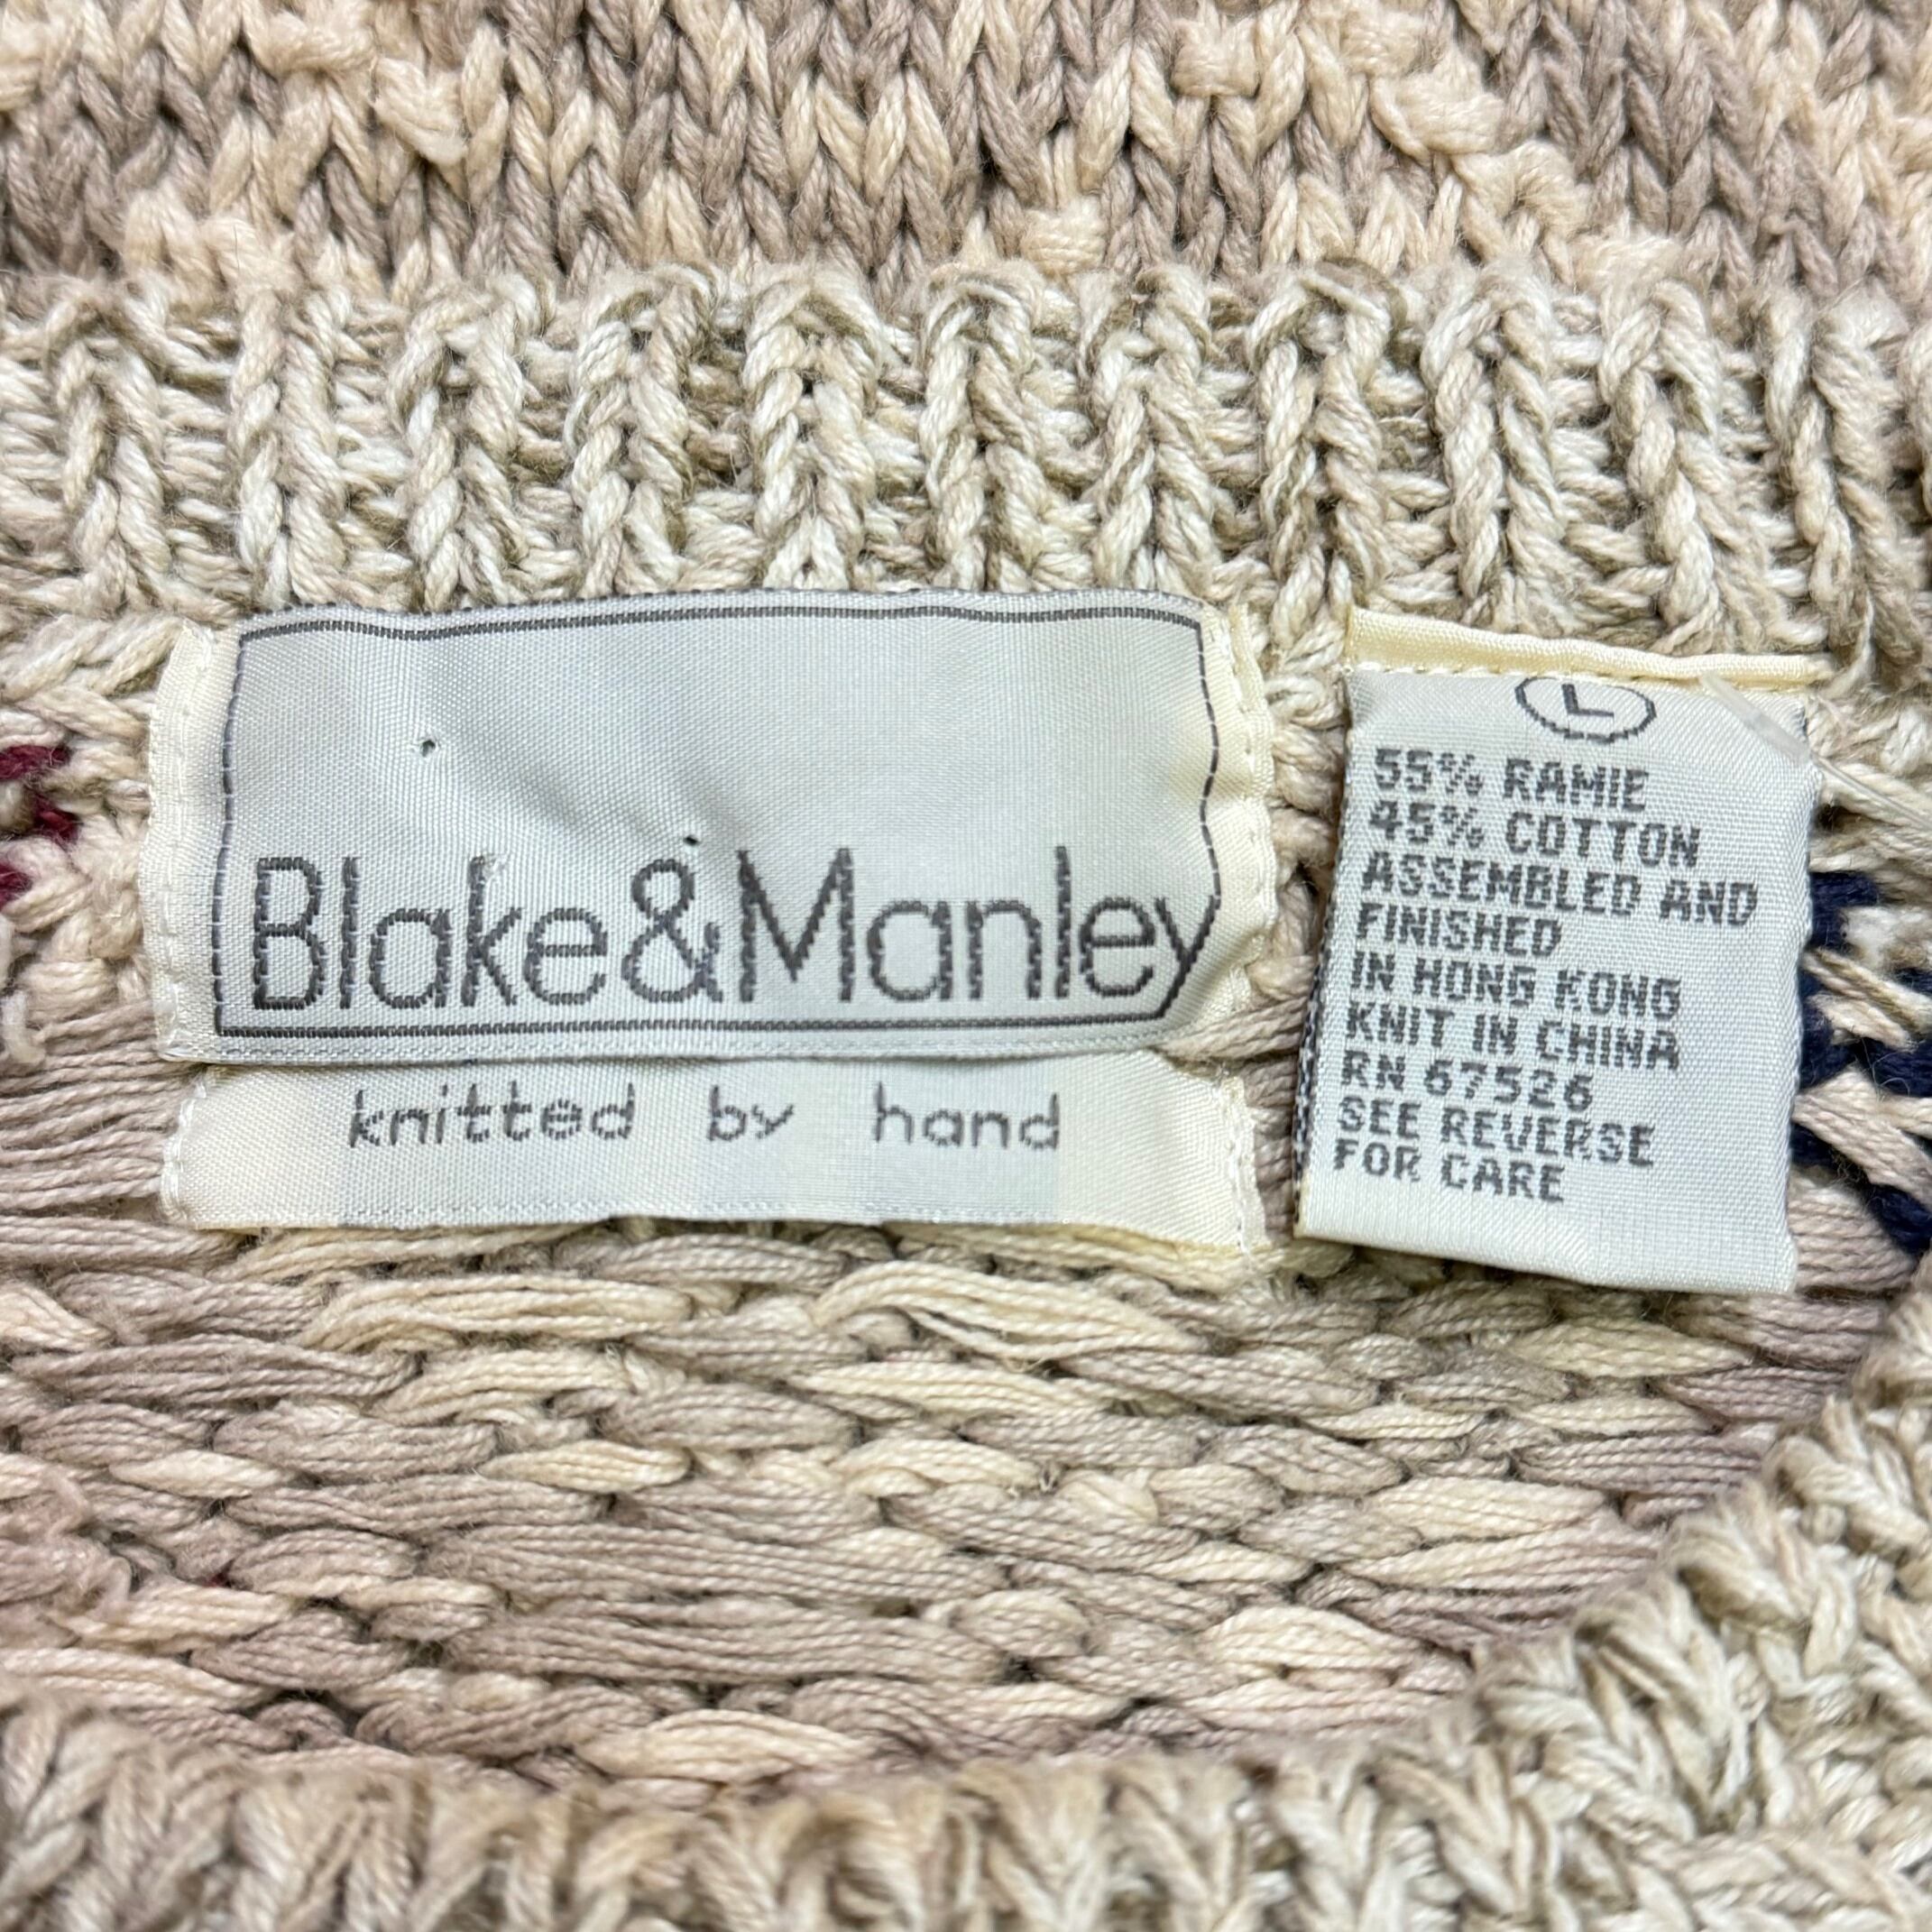 Blake&Manley
knitted by hand
L
55% RAMIE
45% COTTON
ASSEMBLED AND
FINISHED
IN HONG KONG
KNIT IN CHINA
RN 67526
SEE REVERSE
FOR CARE